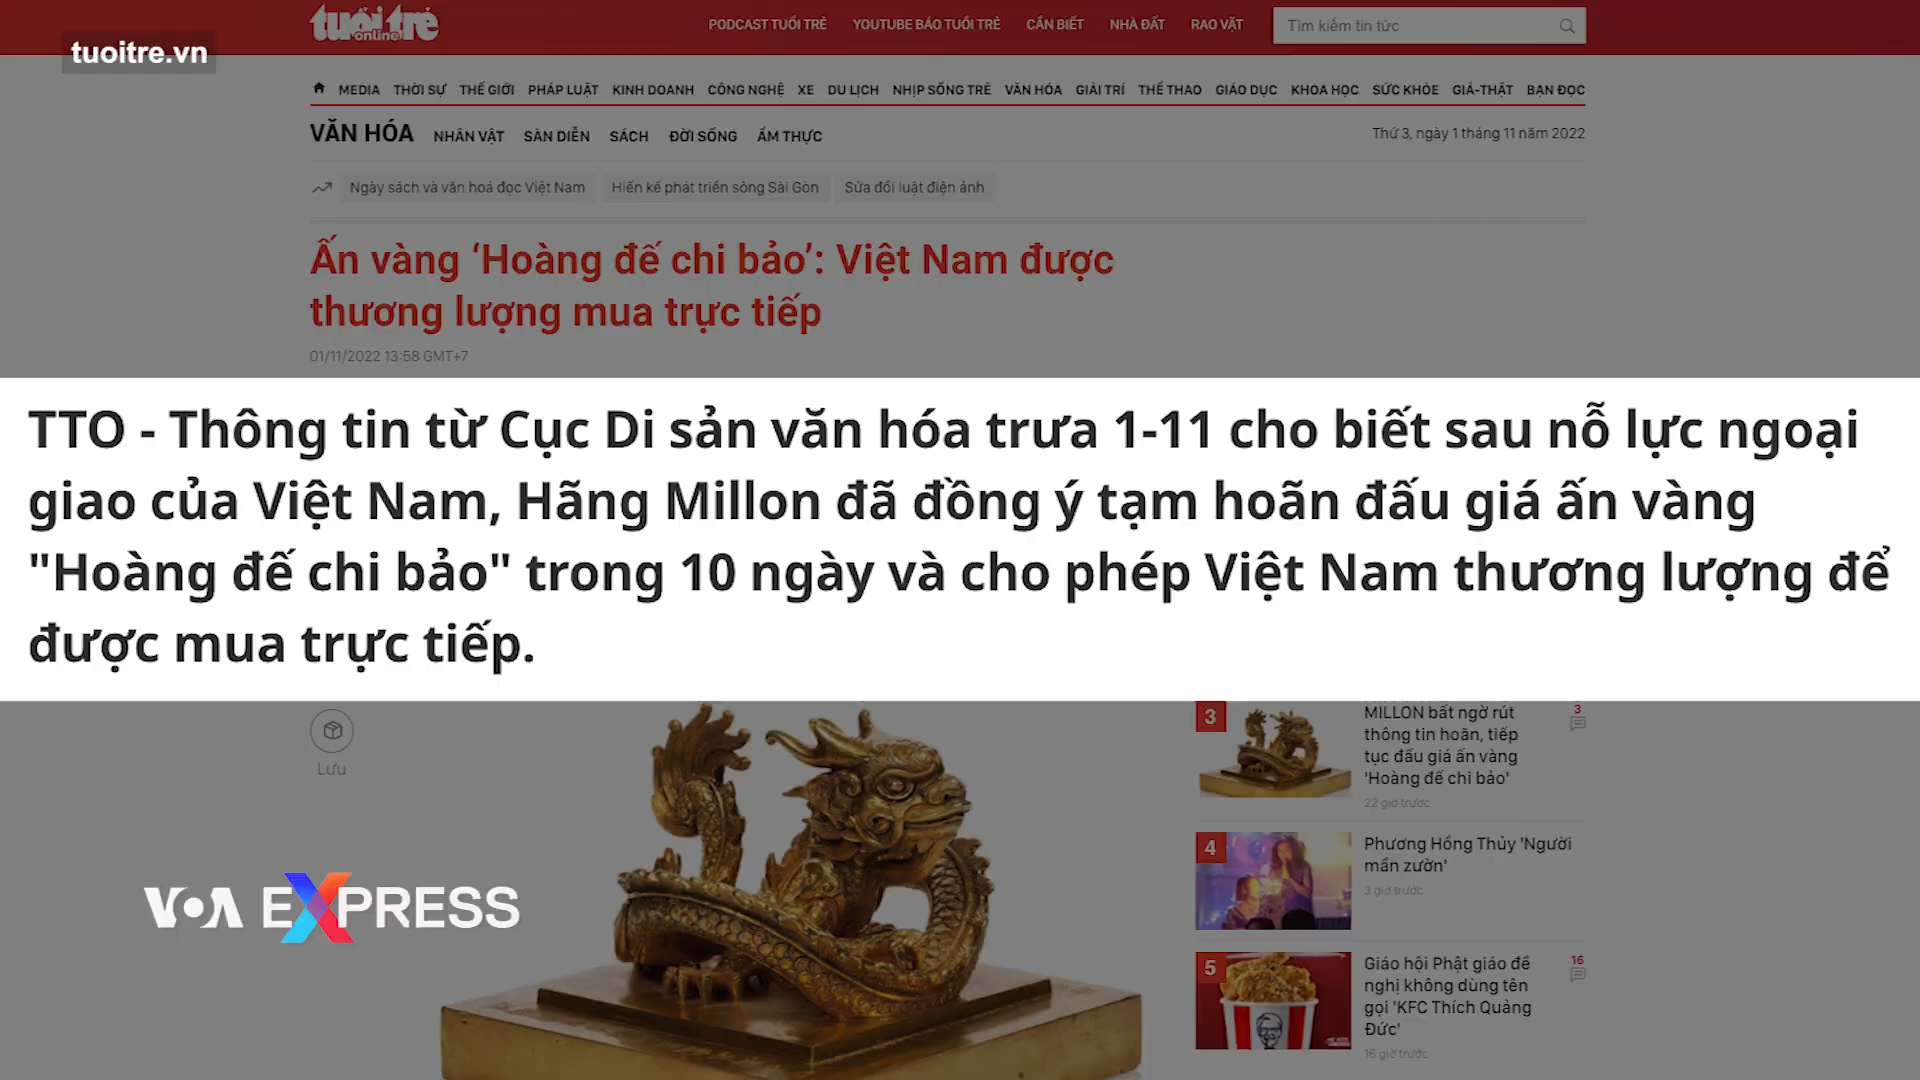 tuổi trẻ
online
PODCAST TUỔI TRẺ YOUTUBE BÁO TUỔI TRẺ CẦN BIẾT NHÀ ĐẤT RAO VẶT
Tìm kiếm tin tức
tuoitre.vn
MEDIA THỜI SỰ THẾ GIỚI PHÁP LUẬT KINH DOANH CÔNG NGHỆ XE DU LỊCH NHỊP SỐNG TRẺ VĂN HÓA GIẢI TRÍ THỂ THAO GIÁO DỤC KHOA HỌC SỨC KHỎE GIẢ-THẬT BẠN ĐỌC
VĂN HÓA NHÂN VẬT SÀN DIỄN SÁCH ĐỜI SỐNG ẨM THỰC
Thứ 3, ngày 1 tháng 11 năm 2022
Ngày sách và văn hoá đọc Việt Nam Hiến kế phát triển sông Sài Gòn Sửa đổi luật điện ảnh
Ấn vàng ‘Hoàng đế chi bảo’: Việt Nam được
thương lượng mua trực tiếp
01/11/2022 13:58 GMT+7
TTO - Thông tin từ Cục Di sản văn hóa trưa 1-11 cho biết sau nỗ lực ngoại
giao của Việt Nam, Hãng Millon đã đồng ý tạm hoãn đấu giá ấn vàng
"Hoàng đế chi bảo" trong 10 ngày và cho phép Việt Nam thương lượng để
được mua trực tiếp.
Lưu
3
MILLON bất ngờ rút
thông tin hoãn, tiếp
tục đấu giá ấn vàng
'Hoàng đế chi bảo'
22 giờ trước
3
4
Phương Hồng Thủy 'Người
mần zườn'
3 giờ trước
5
Giáo hội Phật giáo đề
nghị không dùng tên
gọi 'KFC Thích Quảng
Đức'
16 giờ trước
16
VOA EXPRESS